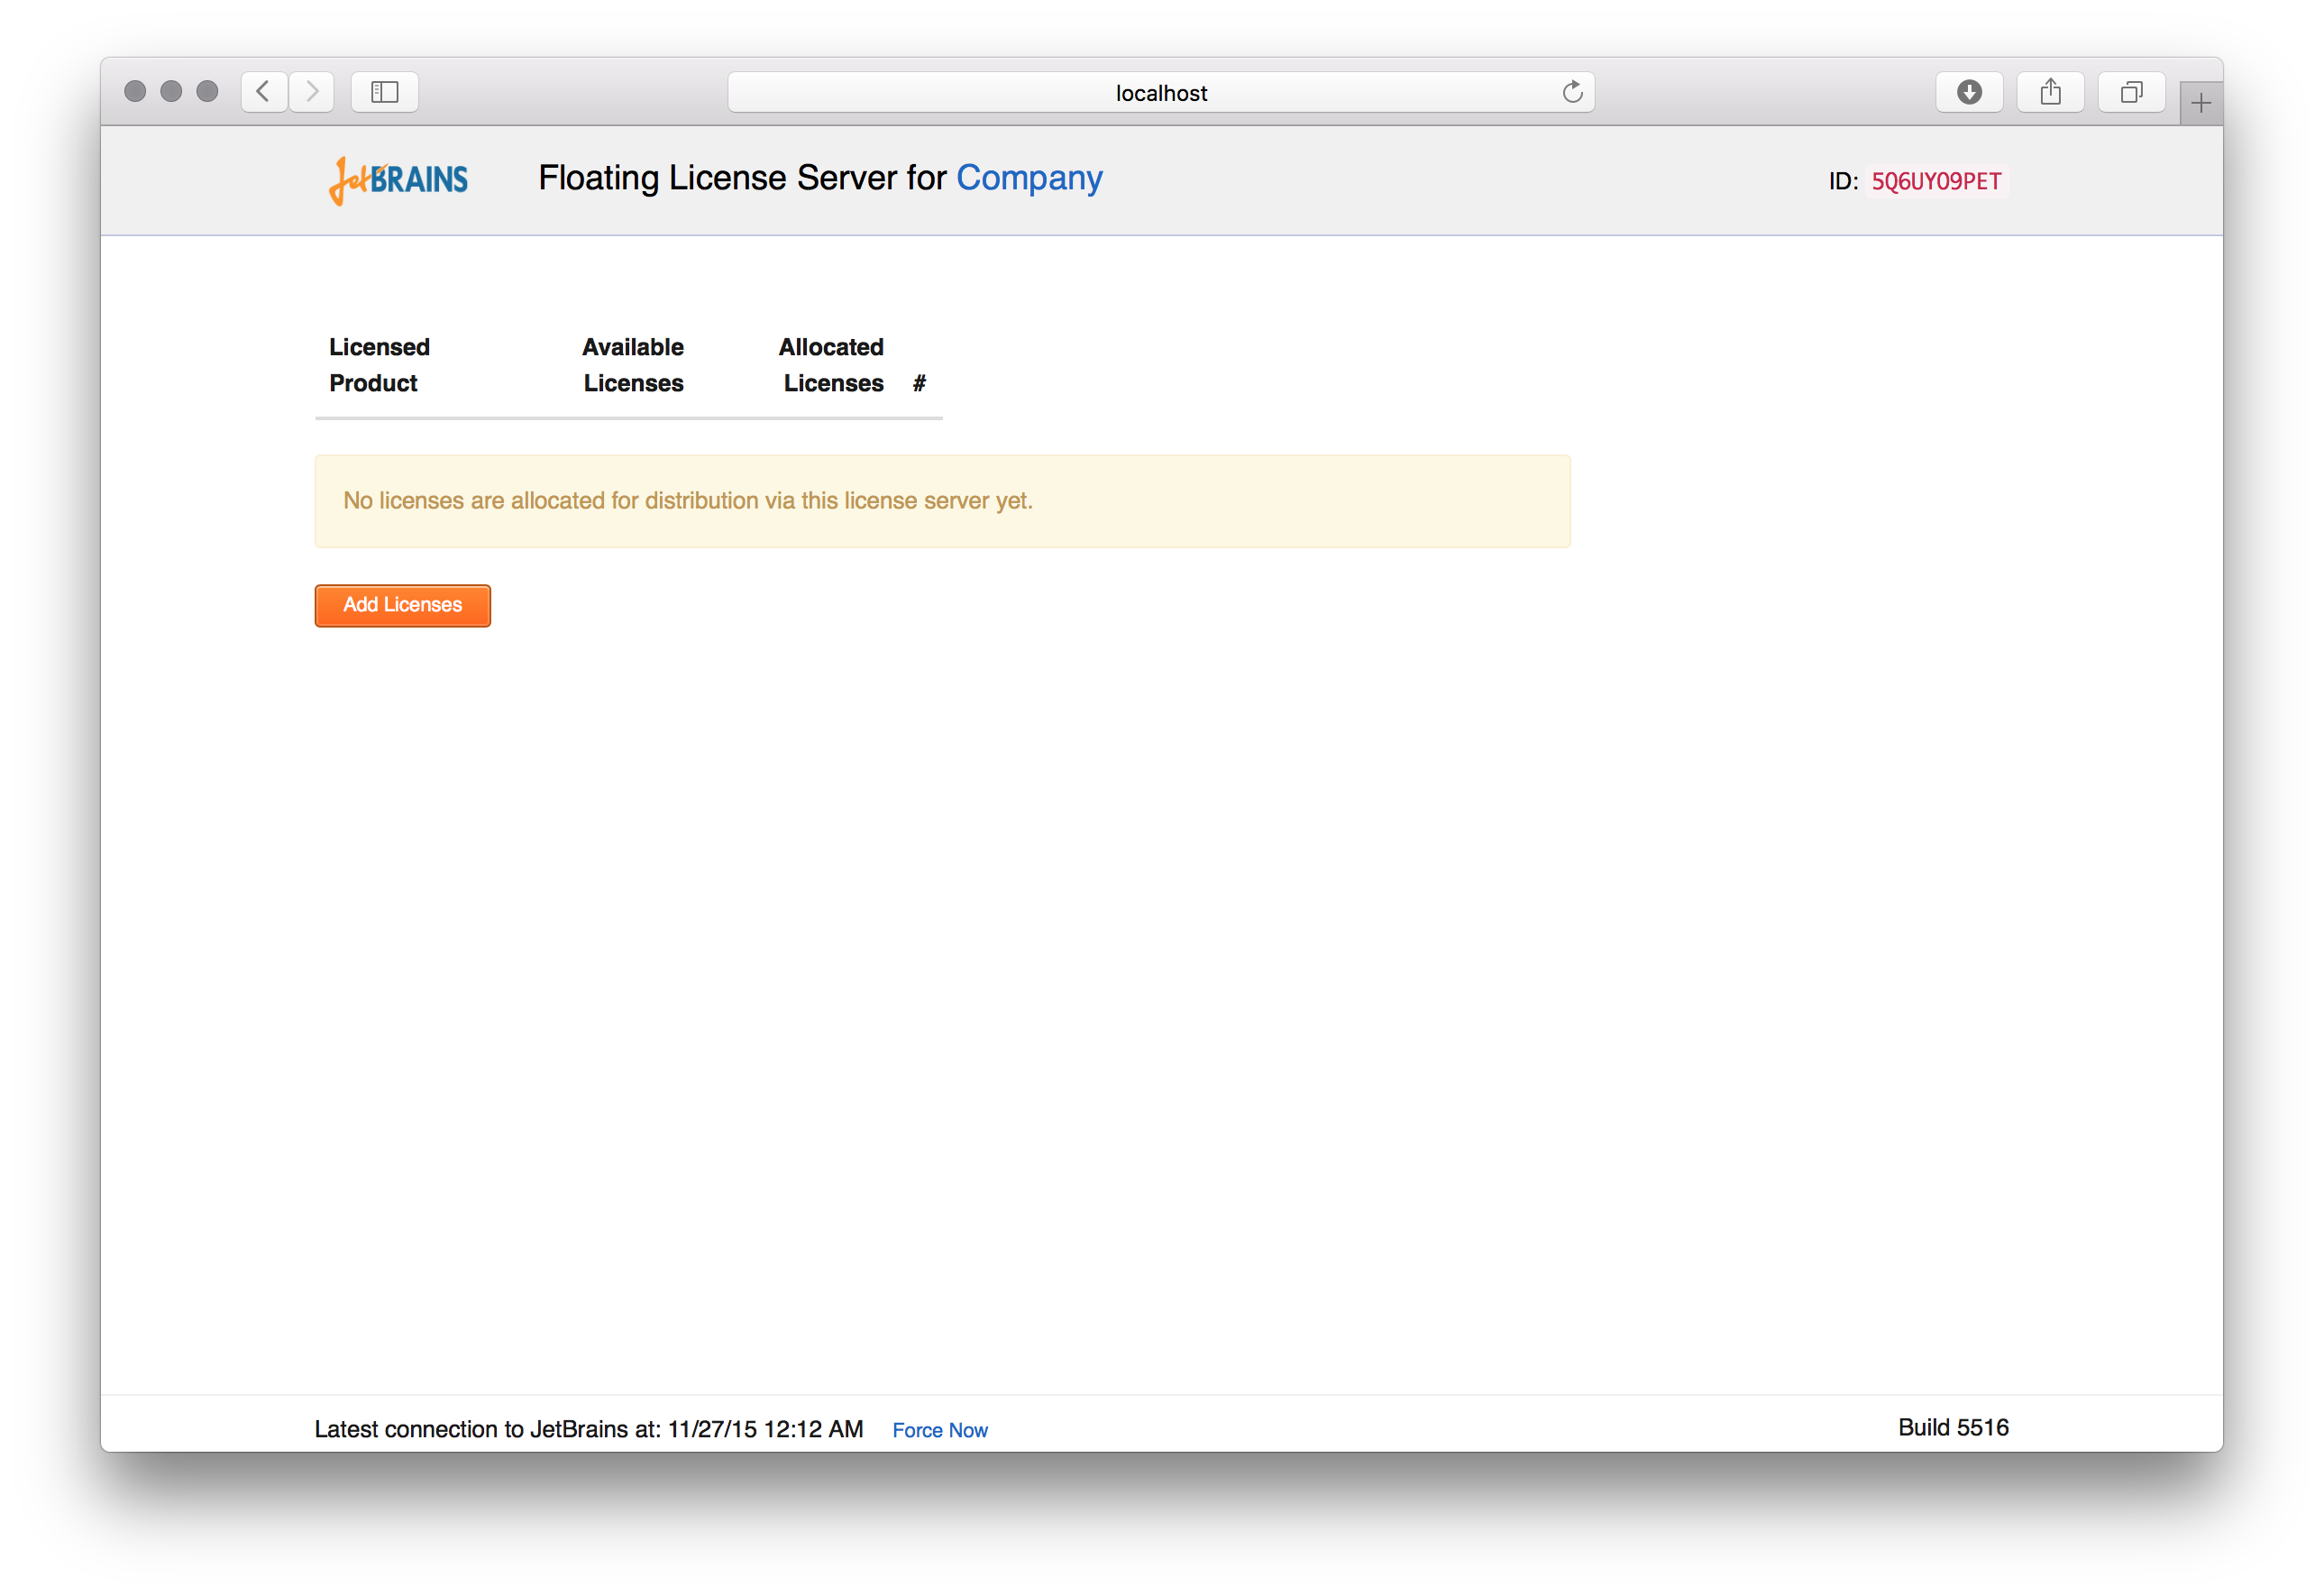 localhost
JetBRAINS
Floating License Server for Company
ID: 5Q6UYO9PET
Licensed Product
Available Licenses
Allocated Licenses
#
No licenses are allocated for distribution via this license server yet.
Add Licenses
Latest connection to JetBrains at: 11/27/15 12:12 AM
Force Now
Build 5516